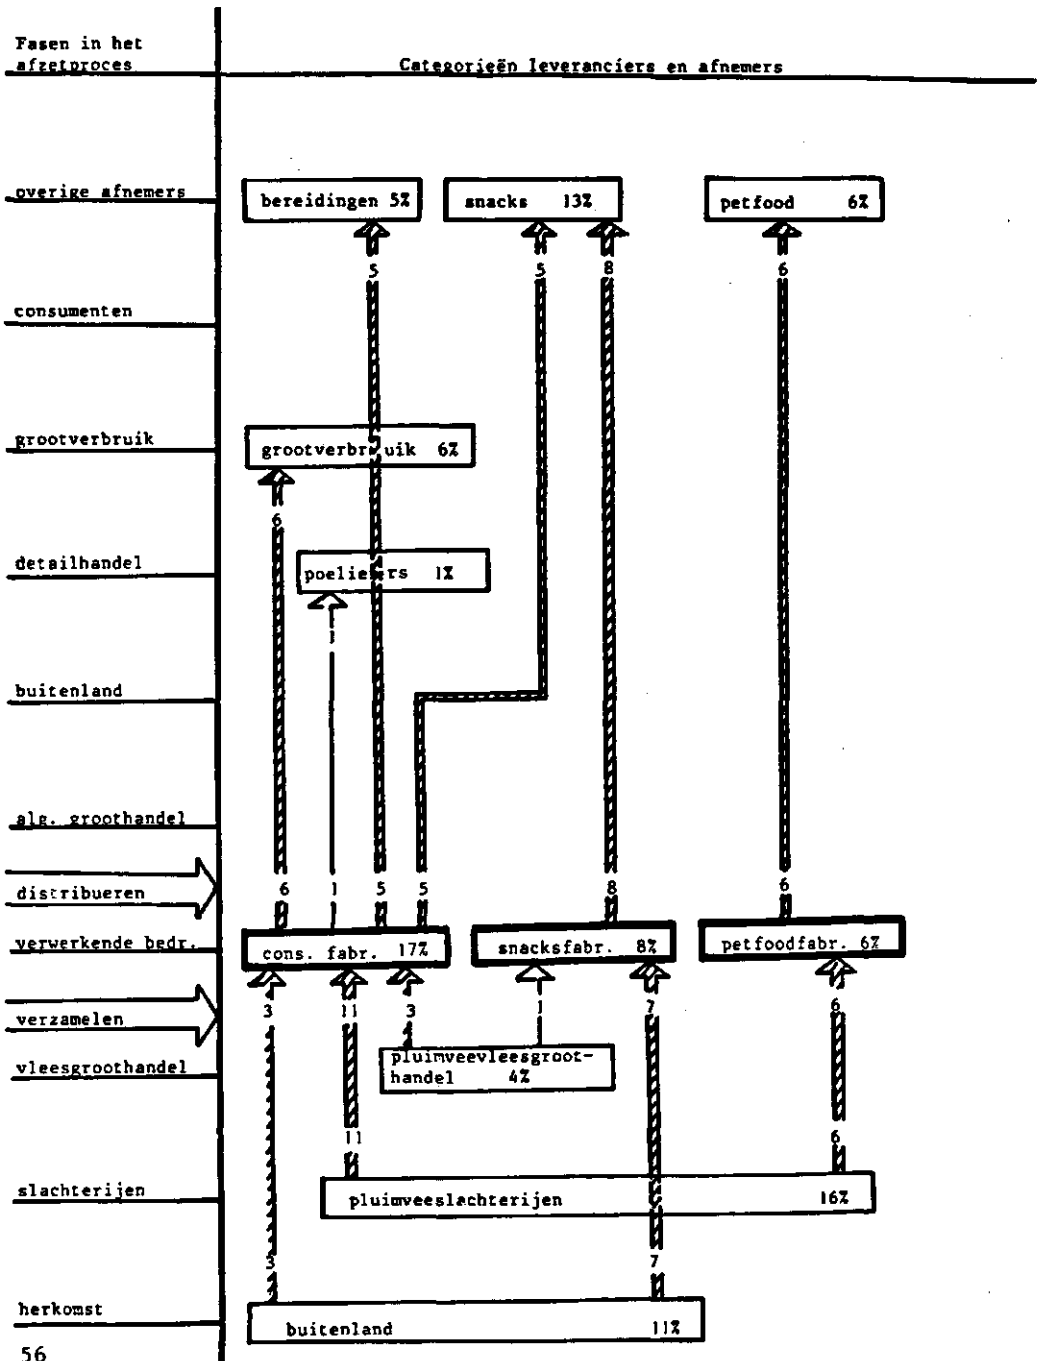 Fasen in het
afzetproces
Categorieën leveranciers en afnemers
overige afnemers
bereidingen 5%
snacks 13%
petfood 6%
5
5
8
6
consumenten
grootverbruik
grootverbruik 6%
6
detailhandel
poeliers 1%
1
buitenland
alg. groothandel
distribueren
6
1
5
5
8
6
verwerkende bedr.
cons. fabr. 17%
snacksfabr. 8%
petfoodfabr. 6%
verzamelen
3
11
3
1
7
6
vleesgroothandel
pluimveevleesgroot-
handel 4%
11
6
slachterijen
pluimveeslachterijen 16%
3
7
herkomst
buitenland 11%
56